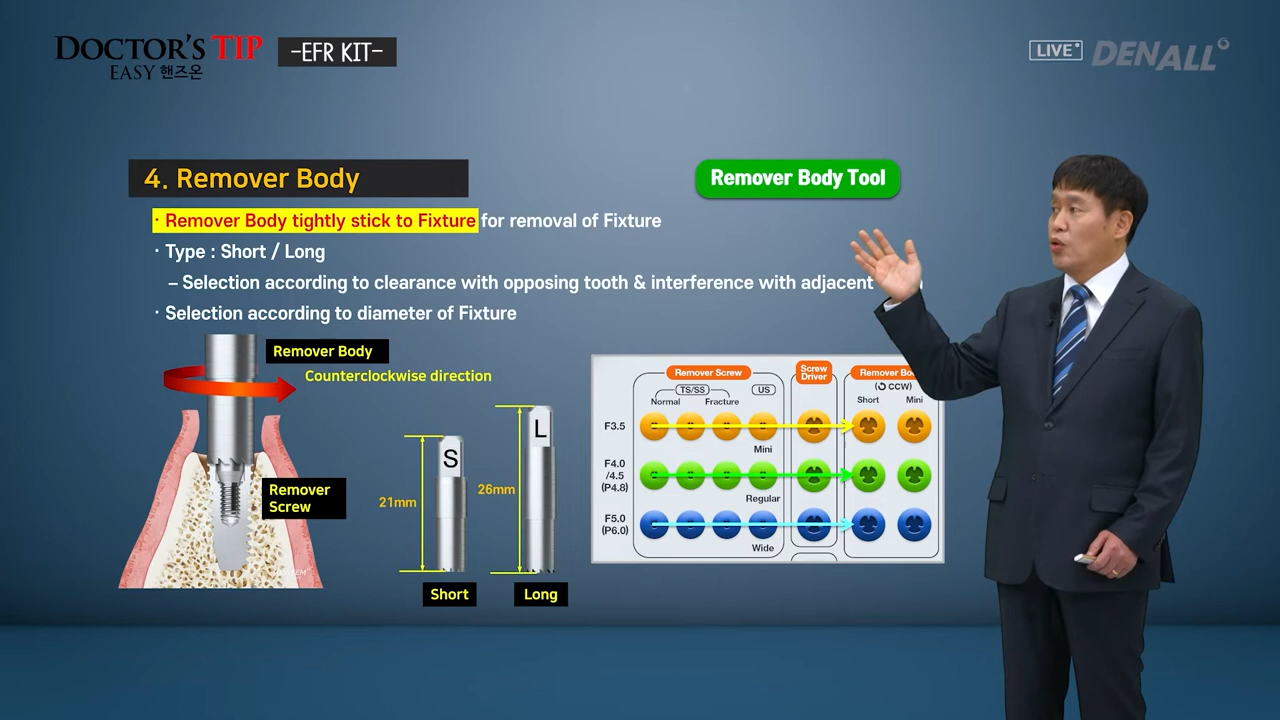 DOCTOR'S TIP
EASY 핸즈온
-EFR KIT-
LIVE
DENALL
4. Remover Body
Remover Body Tool
· Remover Body tightly stick to Fixture for removal of Fixture
· Type : Short / Long
– Selection according to clearance with opposing tooth & interference with adjacent
· Selection according to diameter of Fixture
Remover Body
Counterclockwise direction
Remover
Screw
21mm
S
Short
26mm
L
Long
Remover Screw
Screw
Driver
Remover Bo
TS/SS
US
(CCW)
Normal
Fracture
Short
Mini
F3.5
Mini
F4.0
/4.5
(P4.8)
Regular
F5.0
(P6.0)
Wide